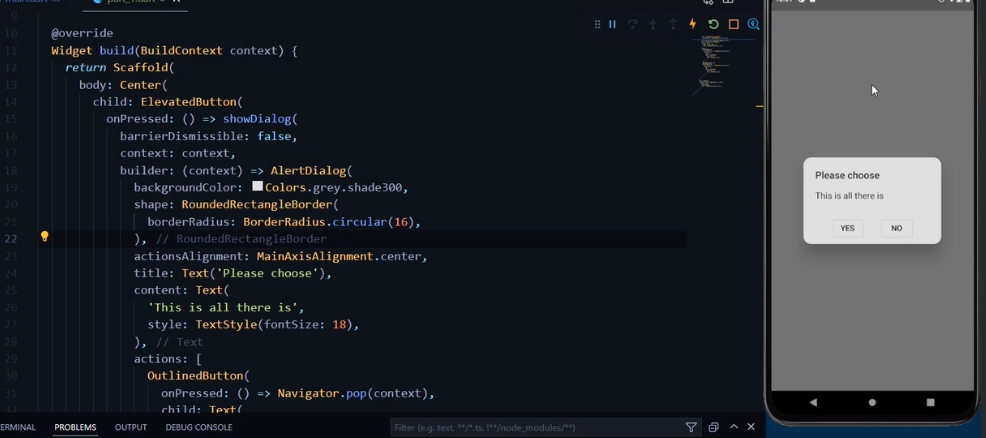 part_1.dart
9
10 @override
11 Widget build(BuildContext context) {
12 return Scaffold(
13 body: Center(
14 child: ElevatedButton(
15 onPressed: () => showDialog(
16 barrierDismissible: false,
17 context: context,
18 builder: (context) => AlertDialog(
19 backgroundColor: Colors.grey.shade300,
20 shape: RoundedRectangleBorder(
21 borderRadius: BorderRadius.circular(16),
22 ), // RoundedRectangleBorder
23 actionsAlignment: MainAxisAlignment.center,
24 title: Text('Please choose'),
25 content: Text(
26 'This is all there is',
27 style: TextStyle(fontSize: 18),
28 ), // Text
29 actions: [
30 OutlinedButton(
31 onPressed: () => Navigator.pop(context),
32 child: Text(
ERMINAL PROBLEMS OUTPUT DEBUG CONSOLE
Filter (e.g. text, **/*.ts, !**/node_modules/**)
Please choose
This is all there is
YES NO